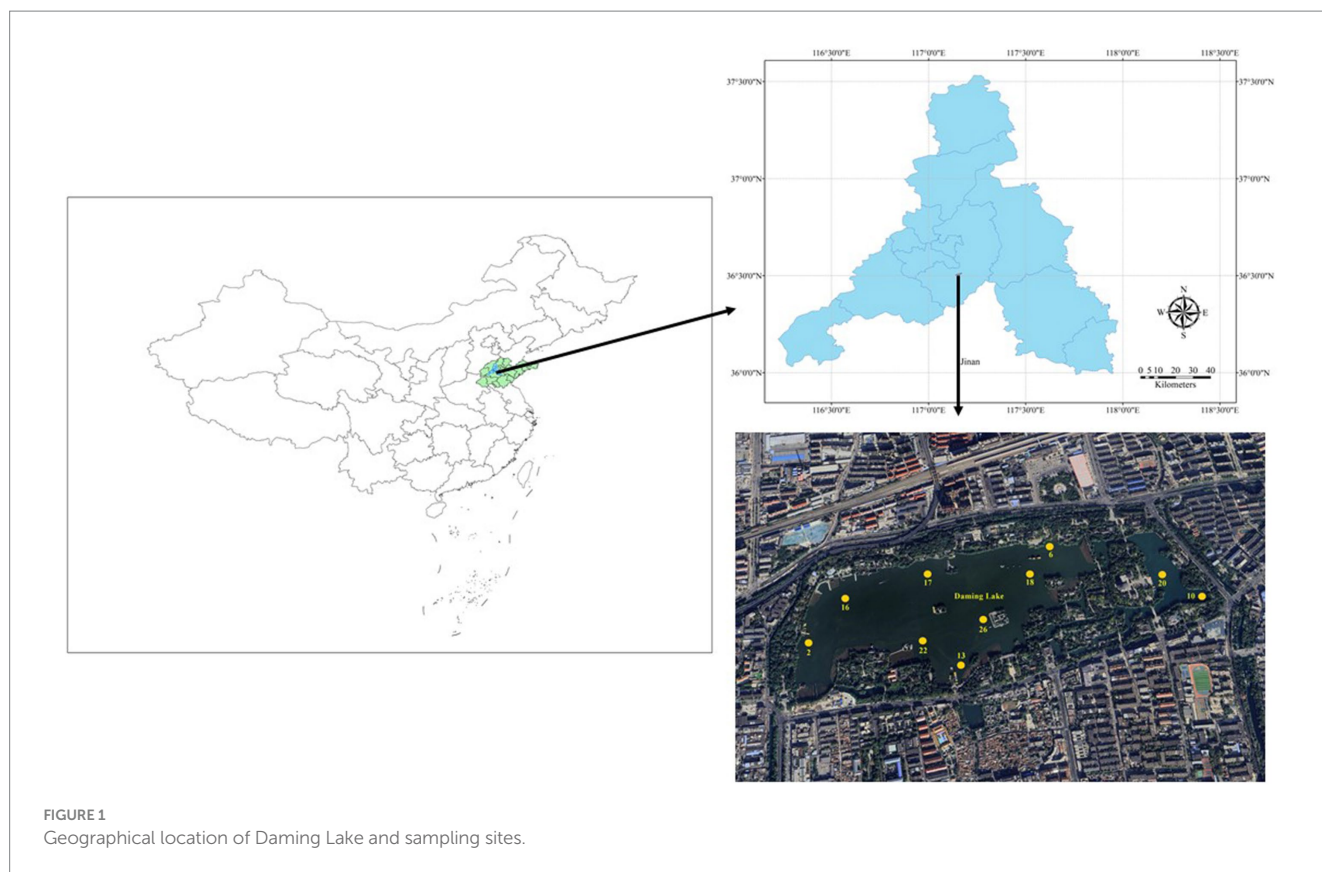 116°30'0"E 117°0'0"E 117°30'0"E 118°0'0"E 118°30'0"E
37°30'0"N 37°30'0"N
37°0'0"N 37°0'0"N
36°30'0"N 36°30'0"N
N
W E
S
Jinan
0 5 10 20 30 40
Kilometers
36°0'0"N 36°0'0"N
116°30'0"E 117°0'0"E 117°30'0"E 118°0'0"E 118°30'0"E
6
17 18 20
Daming Lake
16 10
26
2 22
13
FIGURE 1
Geographical location of Daming Lake and sampling sites.